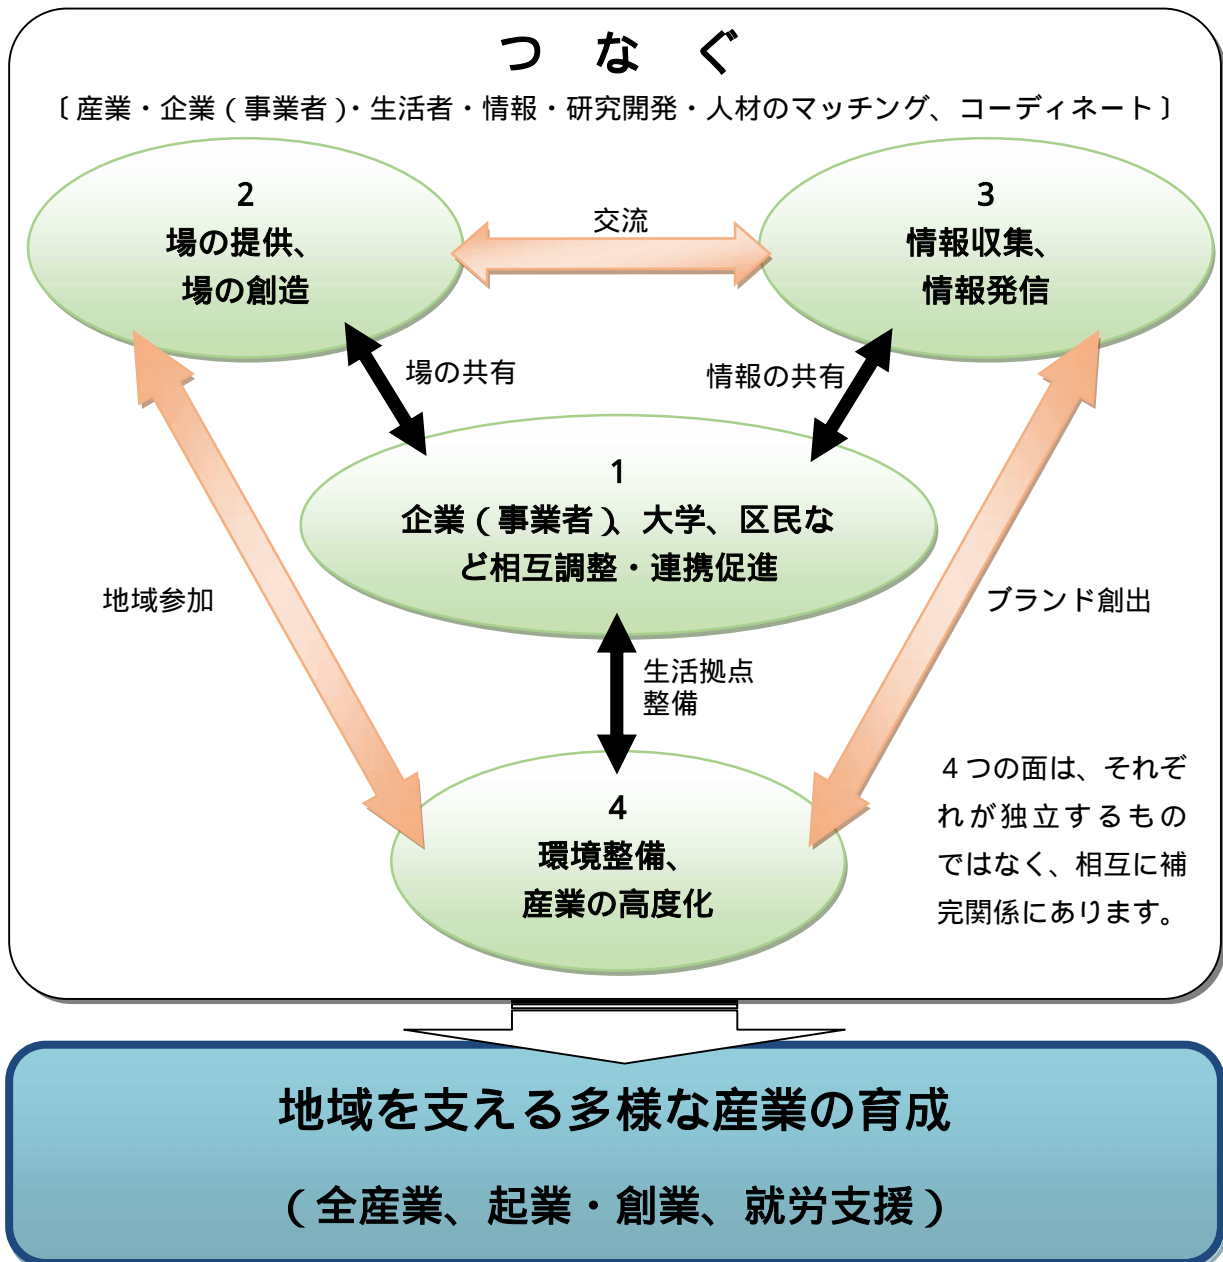 つなぐ
〔産業・企業（事業者）・生活者・情報・研究開発・人材のマッチング、コーディネート〕
2
場の提供、
場の創造
交流
3
情報収集、
情報発信
場の共有
情報の共有
1
企業（事業者）、大学、区民な
ど相互調整・連携促進
地域参加
ブランド創出
生活拠点
整備
4
環境整備、
産業の高度化
４つの面は、それぞ
れが独立するもの
ではなく、相互に補
完関係にあります。
地域を支える多様な産業の育成
（全産業、起業・創業、就労支援）